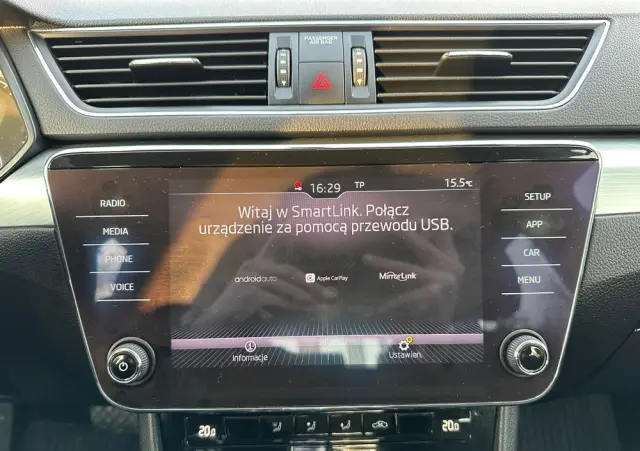 PASSENGER
AIR BAG
16:29 TP 15.5°C
RADIO
MEDIA
PHONE
VOICE
Witaj w SmartLink. Połącz
urządzenie za pomocą przewodu USB.
androidauto Apple CarPlay MirrorLink
Informacje Ustawien.
SETUP
APP
CAR
MENU
20.0 20.0